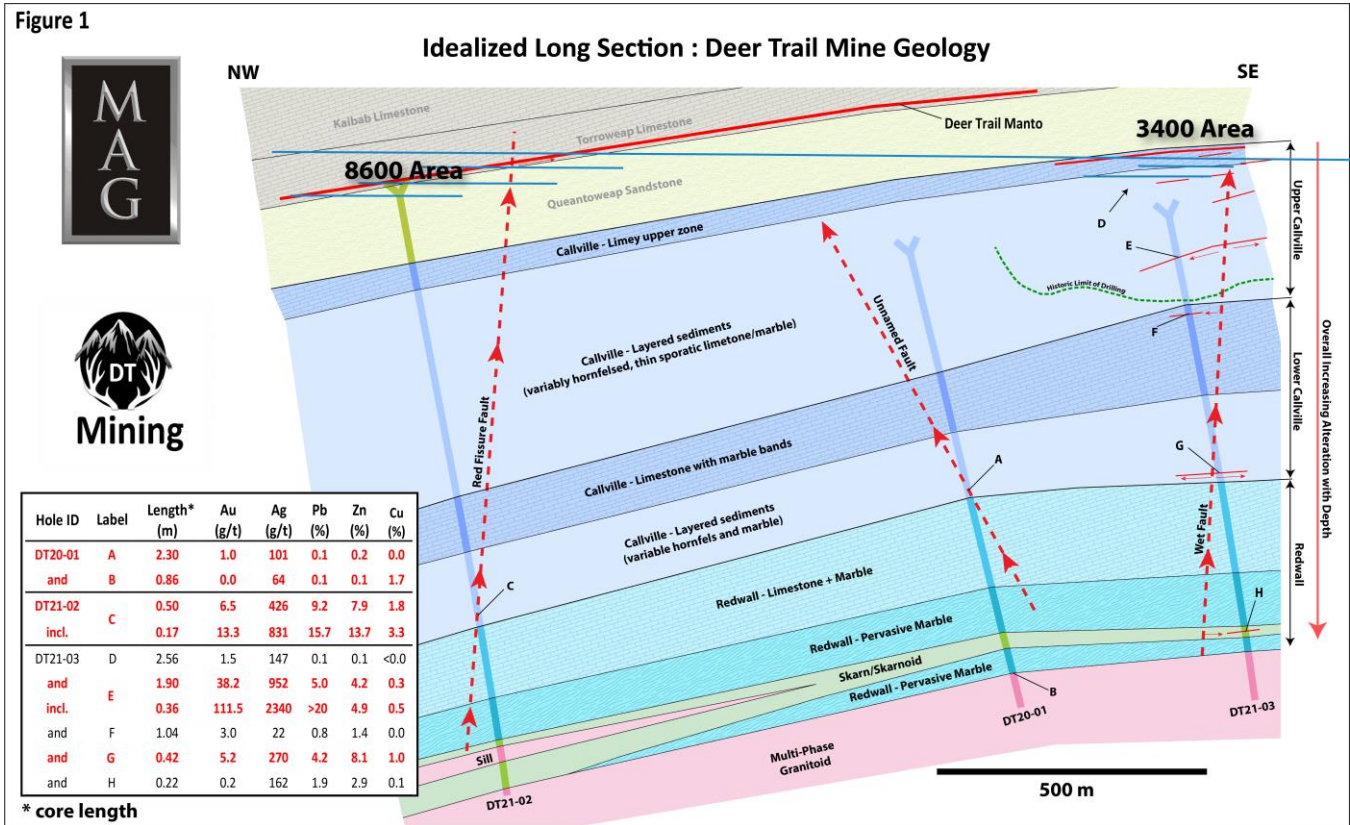 Figure 1
MAG
Idealized Long Section : Deer Trail Mine Geology
NW
SE
Kaibab Limestone
Torroweap Limestone
Deer Trail Manto
8600 Area
3400 Area
Queantoweap Sandstone
Callville - Limey upper zone
D
E
Upper Callville
Historic Limit of Drilling
Unnamed Fault
F
Callville - Layered sediments
(variably hornfelsed, thin sporatic limetone/marble)
Red Fissure Fault
Lower Callville
Overall Increasing Alteration with Depth
DT
Mining
Callville - Limestone with marble bands
A
G
Callville - Layered sediments
(variable hornfels and marble)
Wet Fault
Redwall
C
Redwall - Limestone + Marble
H
Redwall - Pervasive Marble
Skarn/Skarnoid
Redwall - Pervasive Marble
B
DT20-01
DT21-03
Sill
Multi-Phase
Granitoid
DT21-02
500 m
Hole ID Label Length* (m) Au (g/t) Ag (g/t) Pb (%) Zn (%) Cu (%)
DT20-01 A 2.30 1.0 101 0.1 0.2 0.0
and B 0.86 0.0 64 0.1 0.1 1.7
DT21-02 C 0.50 6.5 426 9.2 7.9 1.8
incl. 0.17 13.3 831 15.7 13.7 3.3
DT21-03 D 2.56 1.5 147 0.1 0.1 <0.0
and E 1.90 38.2 952 5.0 4.2 0.3
incl. 0.36 111.5 2340 >20 4.9 0.5
and F 1.04 3.0 22 0.8 1.4 0.0
and G 0.42 5.2 270 4.2 8.1 1.0
and H 0.22 0.2 162 1.9 2.9 0.1
* core length